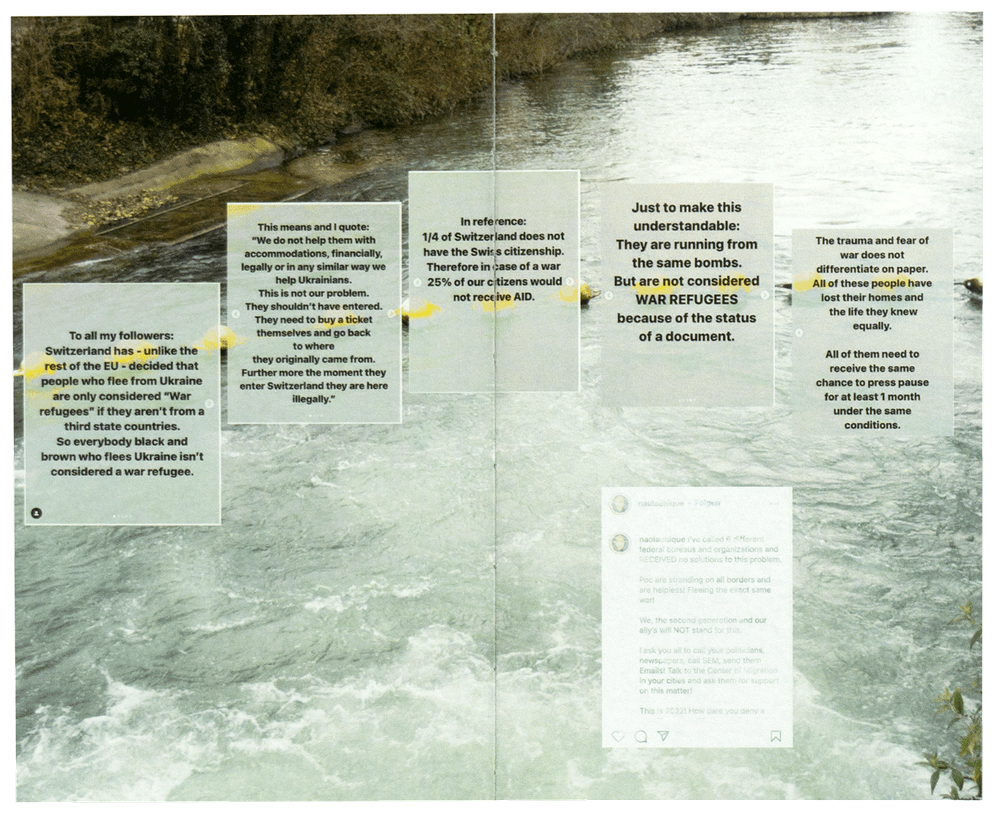 To all my followers:
Switzerland has - unlike the
rest of the EU - decided that
people who flee from Ukraine
are only considered "War
refugees" if they aren't from a
third state countries.
So everybody black and
brown who flees Ukraine isn't
considered a war refugee.
This means and I quote:
"We do not help them with
accommodations, financially,
legally or in any similar way we
help Ukrainians.
This is not our problem.
They shouldn't have entered.
They need to buy a ticket
themselves and go back
to where
they originally came from.
Further more the moment they
enter Switzerland they are here
illegally."
In reference:
1/4 of Switzerland does not
have the Swiss citizenship.
Therefore in case of a war
25% of our citizens would
not receive AID.
Just to make this
understandable:
They are running from
the same bombs.
But are not considered
WAR REFUGEES
because of the status
of a document.
The trauma and fear of
war does not
differentiate on paper.
All of these people have
lost their homes and
the life they knew
equally.
All of them need to
receive the same
chance to press pause
for at least 1 month
under the same
conditions.
I've called 6 different
federal bureaus and organizations and
RECEIVED no solutions to this problem.
Poc are stranding on all borders and
are helpless! Fleeing the exact same
war!
We, the second generation and our
ally's will NOT stand for this.
I ask you all to call your politicians,
newspapers, call SEM, send them
Emails! Talk to the Center of Migration
in your cities and ask them for support
on this matter!
This is 2022! How dare you deny a